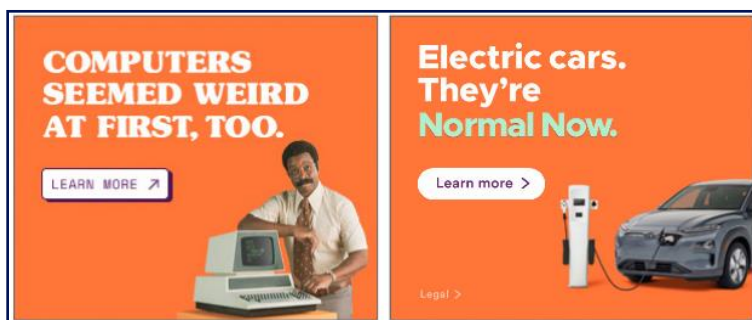 COMPUTERS
SEEMED WEIRD
AT FIRST, TOO.
LEARN MORE
Electric cars.
They're
Normal Now.
Learn more
Legal